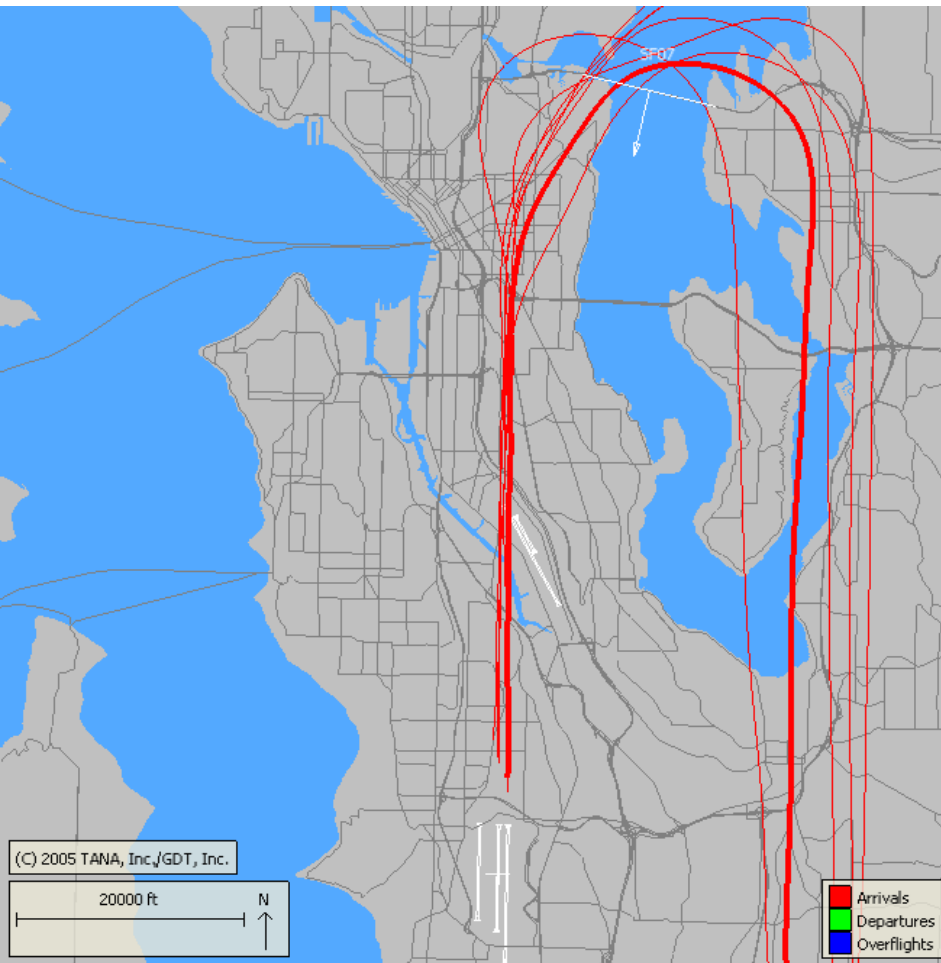 SF07
(C) 2005 TANA, Inc./GDT, Inc.
20000 ft
N
Arrivals
Departures
Overflights